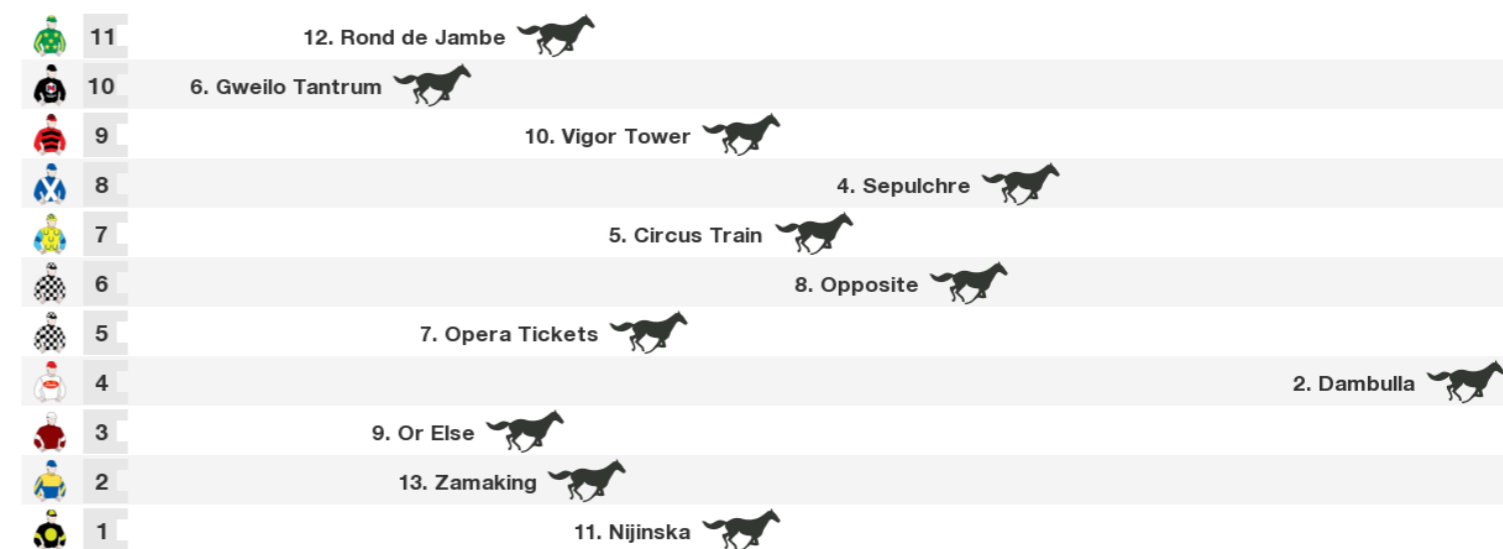 11 12. Rond de Jambe
10 6. Gweilo Tantrum
9 10. Vigor Tower
8 4. Sepulchre
7 5. Circus Train
6 8. Opposite
5 7. Opera Tickets
4 2. Dambulla
3 9. Or Else
2 13. Zamaking
1 11. Nijinska